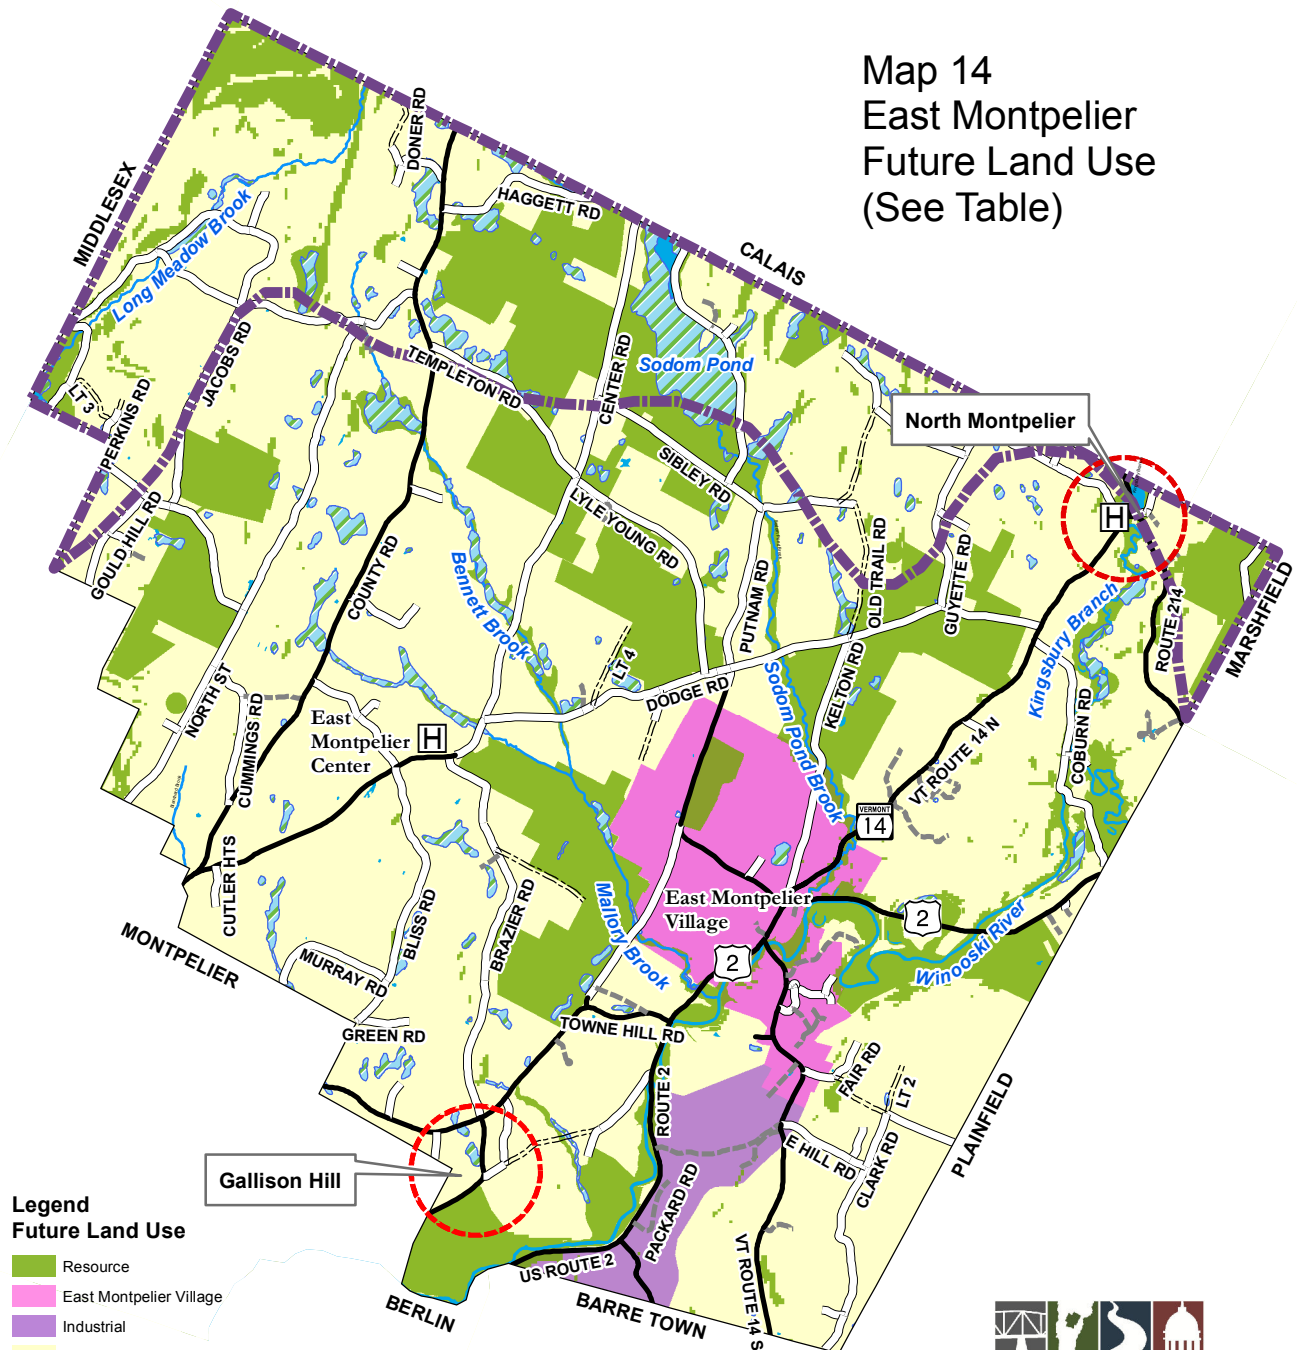 Map 14
East Montpelier
Future Land Use
(See Table)
MIDDLESEX
Long Meadow Brook
DONER RD
HAGGETT RD
CALAIS
Sodom Pond
JACOBS RD
TEMPLETON RD
CENTER RD
LT 3
PERKINS RD
North Montpelier
SIBLEY RD
LYLE YOUNG RD
GOULD HILL RD
COUNTY RD
Bennett Brook
PUTNAM RD
OLD TRAIL RD
GUYETTE RD
H
Kingsbury Branch
ROUTE 214
MARSHFIELD
LT 4
DODGE RD
Sodom Pond Brook
KELTON RD
NORTH ST
CUMMINGS RD
East
Montpelier
Center
H
COBURN RD
VT ROUTE 14 N
VERMONT
14
CUTLER HTS
BLISS RD
BRAZIER RD
Mallory Brook
East Montpelier
Village
2
2
Winooski River
MONTPELIER
MURRAY RD
GREEN RD
TOWNE HILL RD
ROUTE 2
FAIR RD
LT 2
PLAINFIELD
E HILL RD
CLARK RD
Gallison Hill
PACKARD RD
US ROUTE 2
VT ROUTE 14 S
BERLIN
BARRE TOWN
Legend
Future Land Use
Resource
East Montpelier Village
Industrial